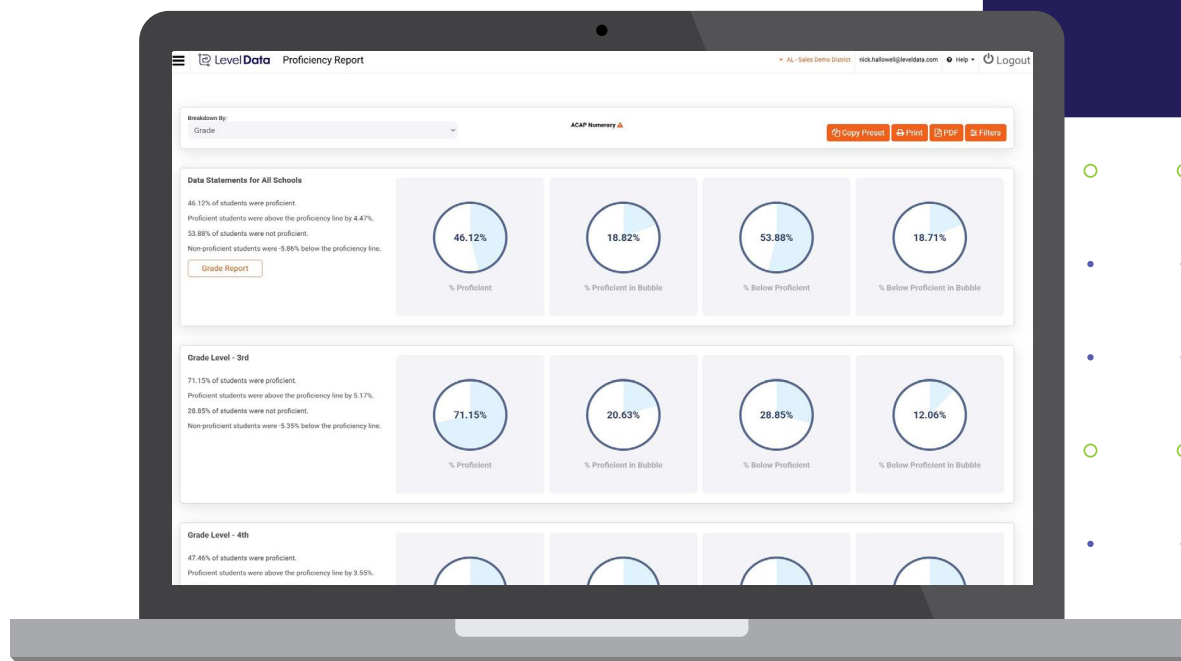 Level Data Proficiency Report
AL - Sales Demo District nick.hallowell@leveldata.com Help Logout
Breakdown By:
Grade
ACAP Numeracy
Copy Preset Print PDF Filters
Data Statements for All Schools
46.12% of students were proficient.
Proficient students were above the proficiency line by 4.47%.
53.88% of students were not proficient.
Non-proficient students were -5.86% below the proficiency line.
Grade Report
46.12% 18.82% 53.88% 18.71%
% Proficient % Proficient in Bubble % Below Proficient % Below Proficient in Bubble
Grade Level - 3rd
71.15% of students were proficient.
Proficient students were above the proficiency line by 5.17%.
28.85% of students were not proficient.
Non-proficient students were -5.35% below the proficiency line.
71.15% 20.63% 28.85% 12.06%
% Proficient % Proficient in Bubble % Below Proficient % Below Proficient in Bubble
Grade Level - 4th
47.46% of students were proficient.
Proficient students were above the proficiency line by 3.55%.